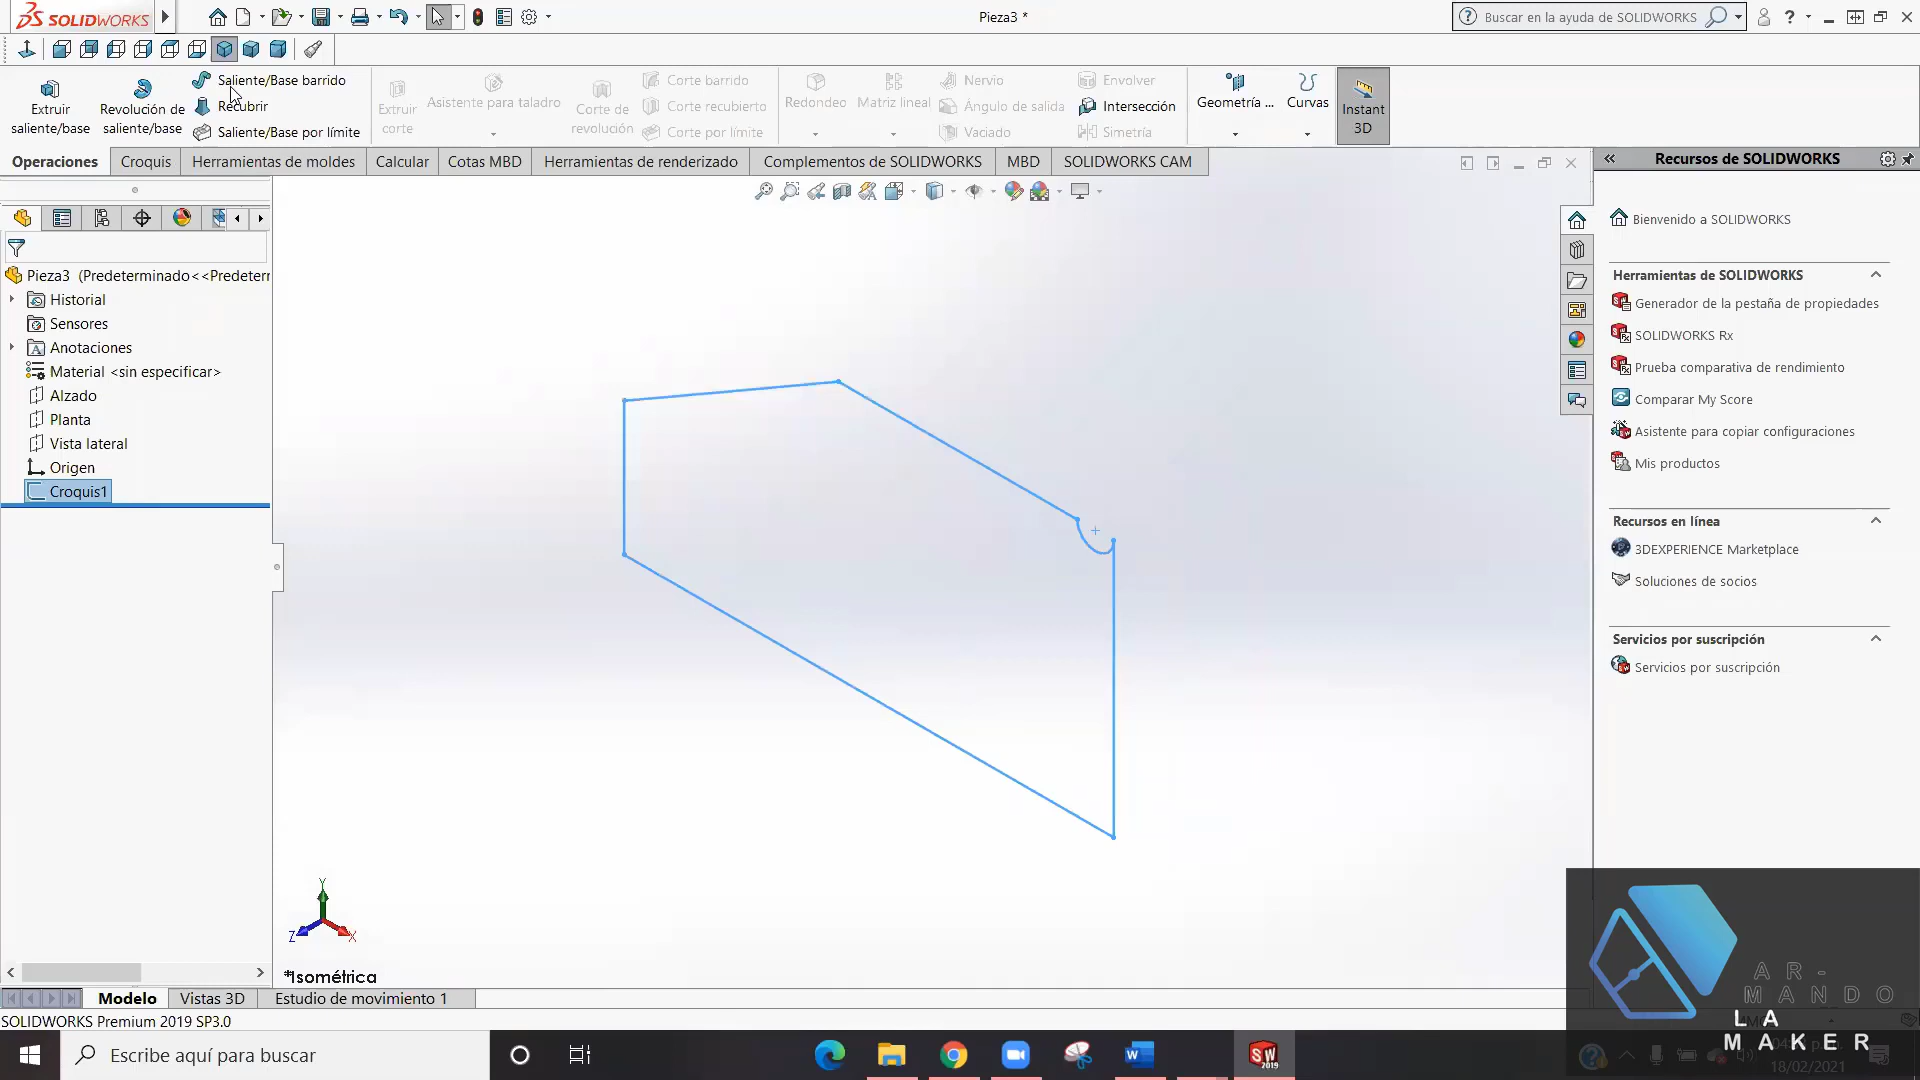 SOLIDWORKS
Pieza3 *
Buscar en la ayuda de SOLIDWORKS
?
Extruir saliente/base
Revolución de saliente/base
Saliente/Base barrido
Recubrir
Saliente/Base por límite
Extruir corte
Asistente para taladro
Corte de revolución
Corte barrido
Corte recubierto
Corte por límite
Redondeo
Matriz lineal
Nervio
Ángulo de salida
Vaciado
Envolver
Intersección
Simetría
Geometría ...
Curvas
Instant 3D
Operaciones
Croquis
Herramientas de moldes
Calcular
Cotas MBD
Herramientas de renderizado
Complementos de SOLIDWORKS
MBD
SOLIDWORKS CAM
Pieza3 (Predeterminado<<Predeterr
Historial
Sensores
Anotaciones
Material <sin especificar>
Alzado
Planta
Vista lateral
Origen
Croquis1
Y
Z
X
*Isométrica
Recursos de SOLIDWORKS
Bienvenido a SOLIDWORKS
Herramientas de SOLIDWORKS
Generador de la pestaña de propiedades
SOLIDWORKS Rx
Prueba comparativa de rendimiento
Comparar My Score
Asistente para copiar configuraciones
Mis productos
Recursos en línea
3DEXPERIENCE Marketplace
Soluciones de socios
Servicios por suscripción
Servicios por suscripción
Modelo
Vistas 3D
Estudio de movimiento 1
SOLIDWORKS Premium 2019 SP3.0
Escribe aquí para buscar
SW 2019
AR-
MANDO
LA
MAKER
18/02/2021